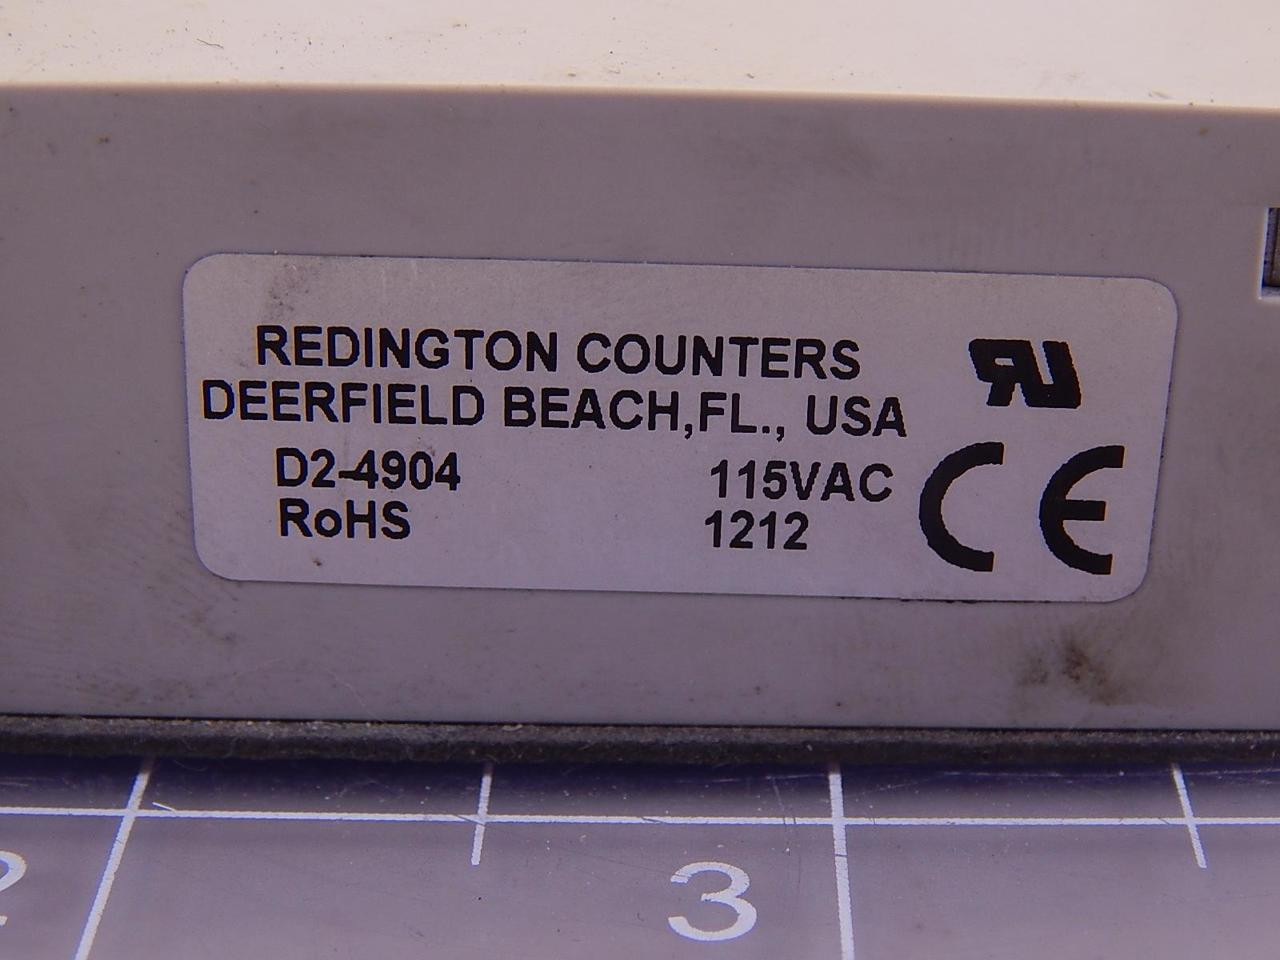 REDINGTON COUNTERS
DEERFIELD BEACH,FL., USA
D2-4904 115VAC
RoHS 1212
CE
2 3